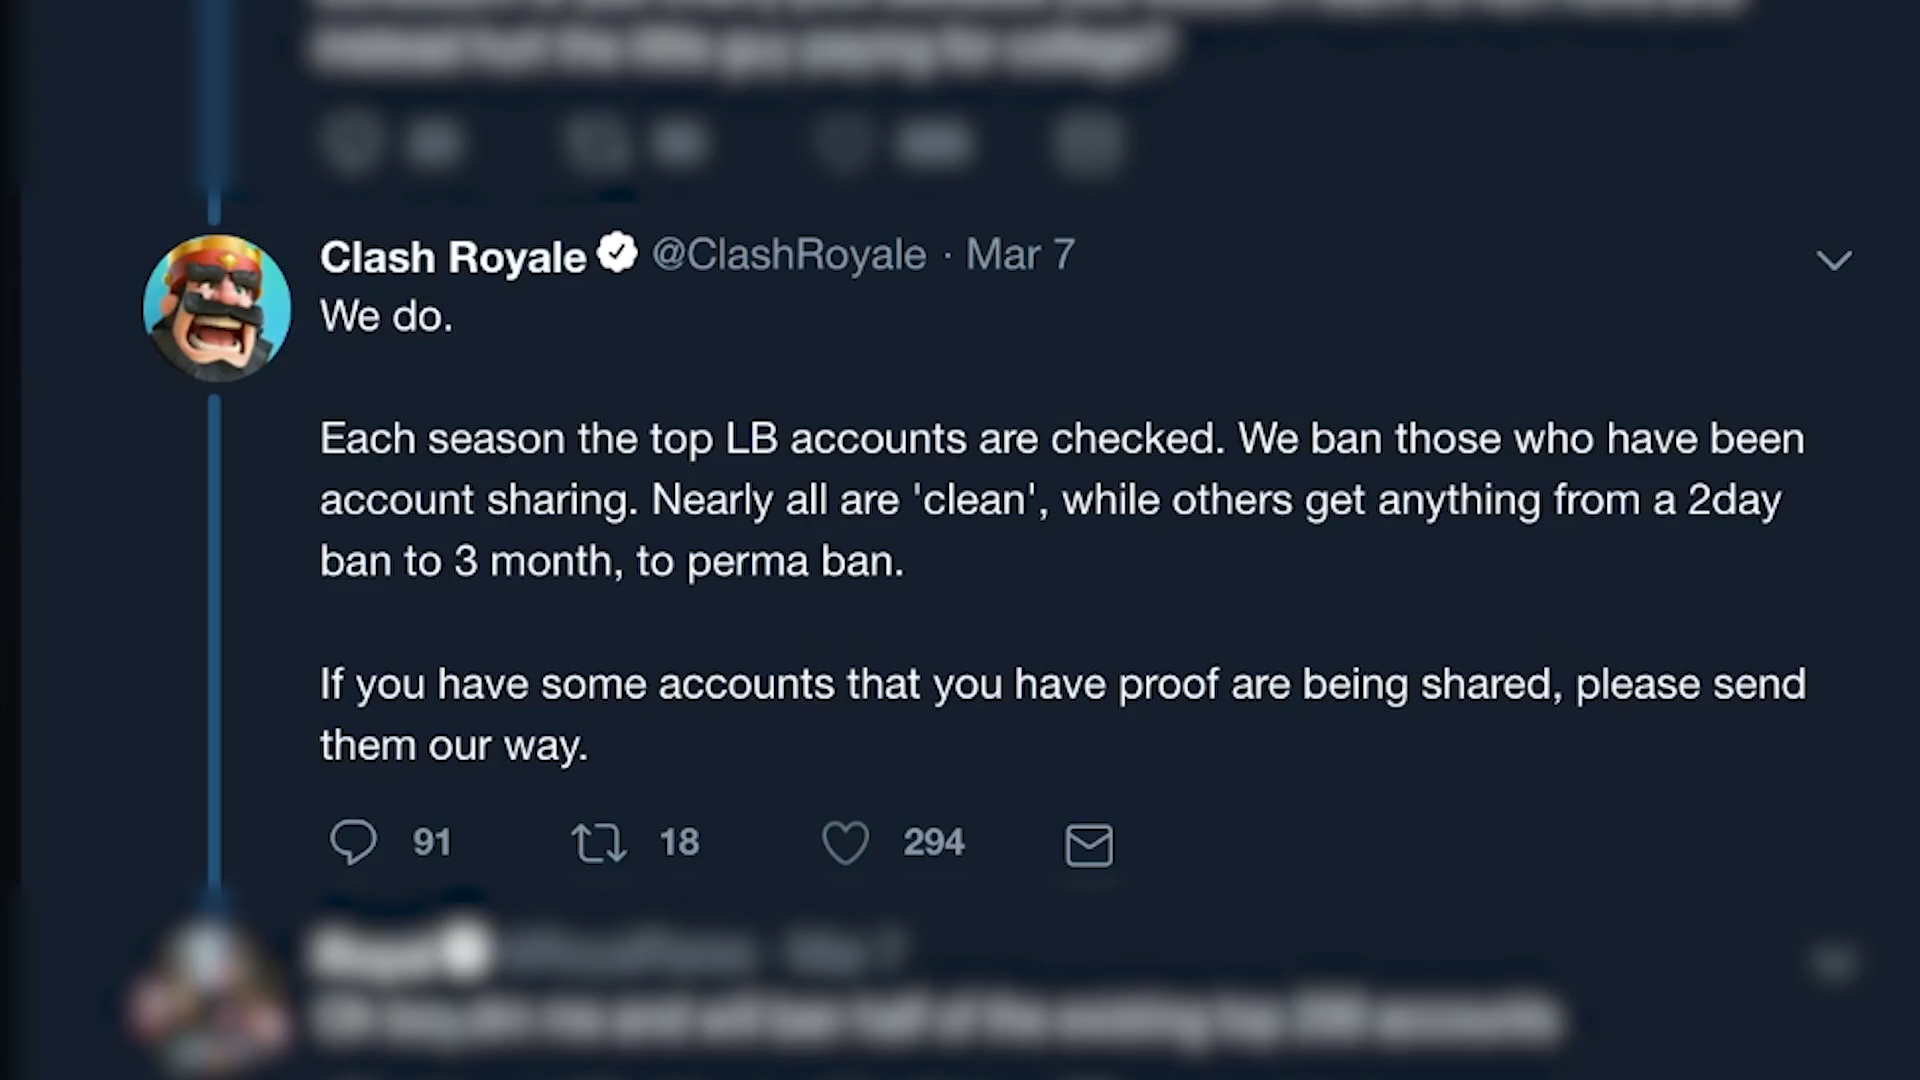 Clash Royale @ClashRoyale · Mar 7
We do.
Each season the top LB accounts are checked. We ban those who have been
account sharing. Nearly all are 'clean', while others get anything from a 2day
ban to 3 month, to perma ban.
If you have some accounts that you have proof are being shared, please send
them our way.
91 18 294